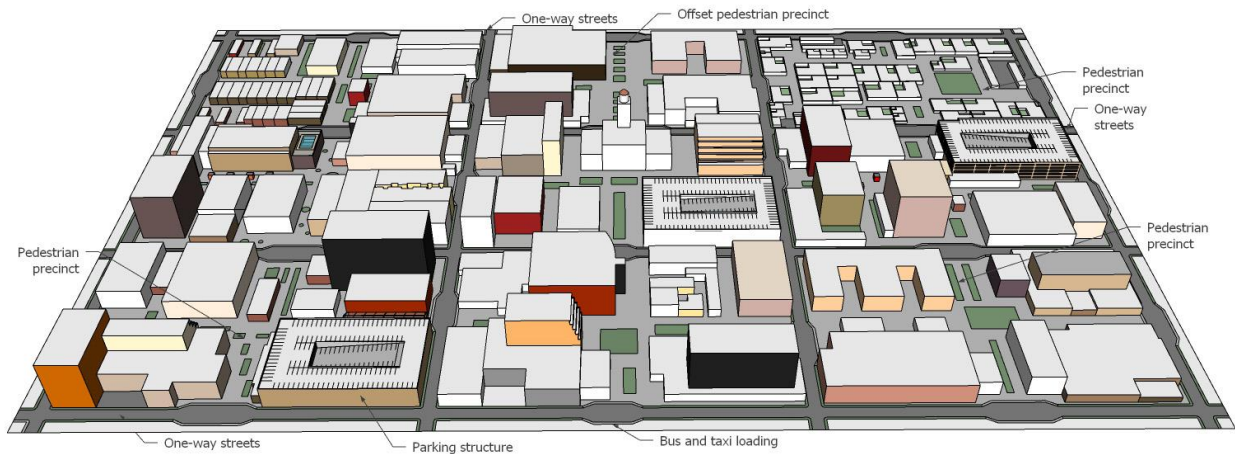 One-way streets
Offset pedestrian precinct
Pedestrian
precinct
One-way
streets
Pedestrian
precinct
Pedestrian
precinct
One-way streets
Parking structure
Bus and taxi loading